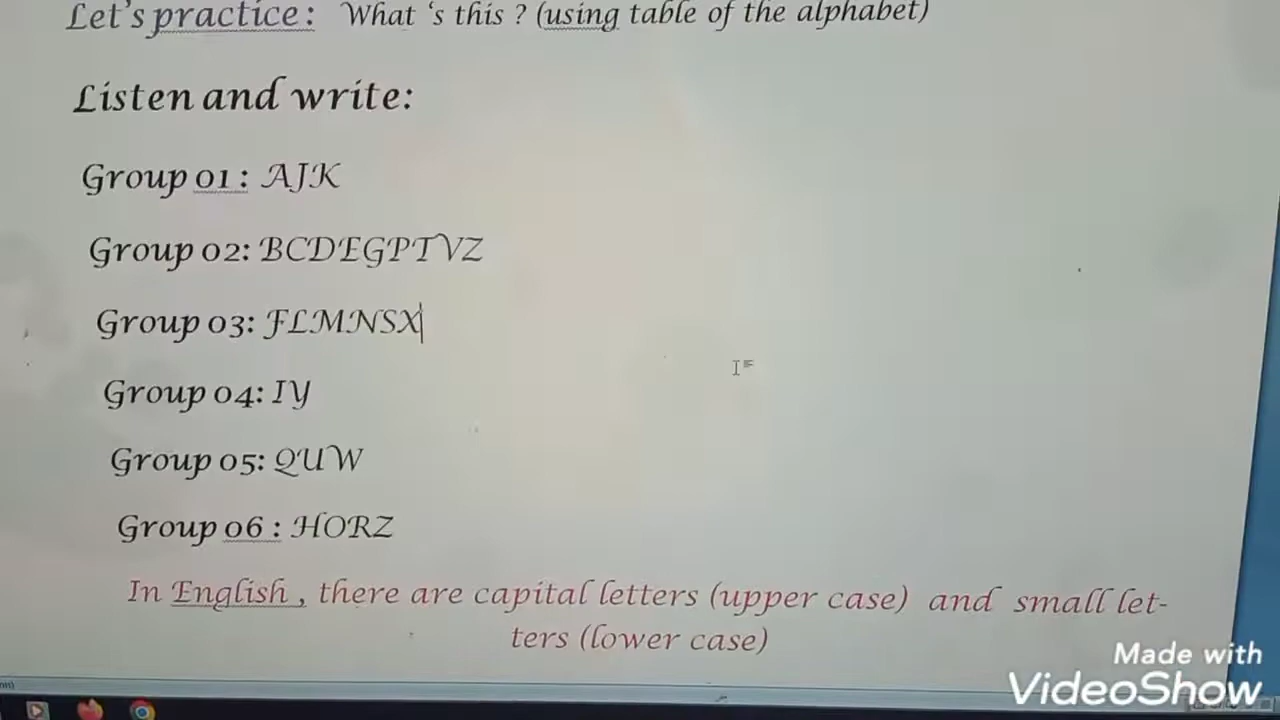 Let's practice: What 's this ? (using table of the alphabet)
Listen and write:
Group 01 : AJK
Group 02: BCDEGPTVZ
Group 03: FLMNSX
Group 04: IY
Group 05: QUW
Group 06 : HORZ
In English , there are capital letters (upper case) and small let-
ters (lower case)
Made with
VideoShow